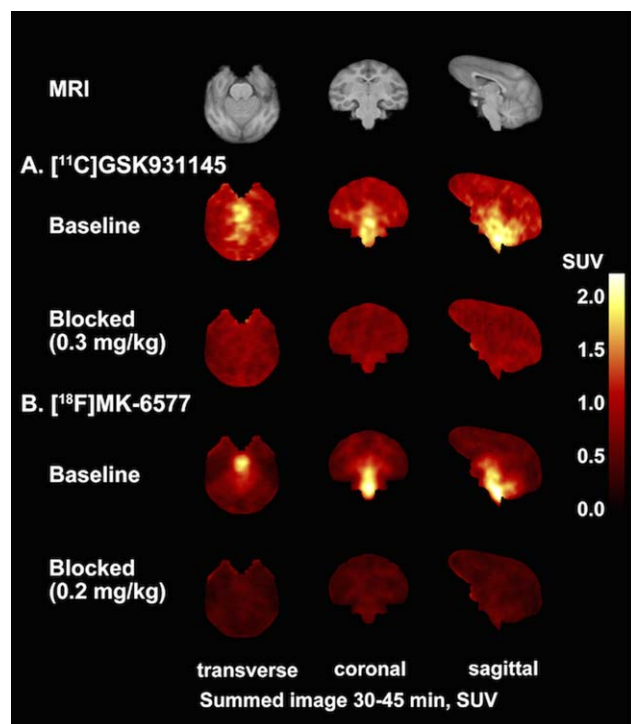 MRI
A. [¹¹C]GSK931145
Baseline
SUV
2.0
Blocked
(0.3 mg/kg)
1.5
B. [¹⁸F]MK-6577
1.0
Baseline
0.5
0.0
Blocked
(0.2 mg/kg)
transverse coronal sagittal
Summed image 30-45 min, SUV